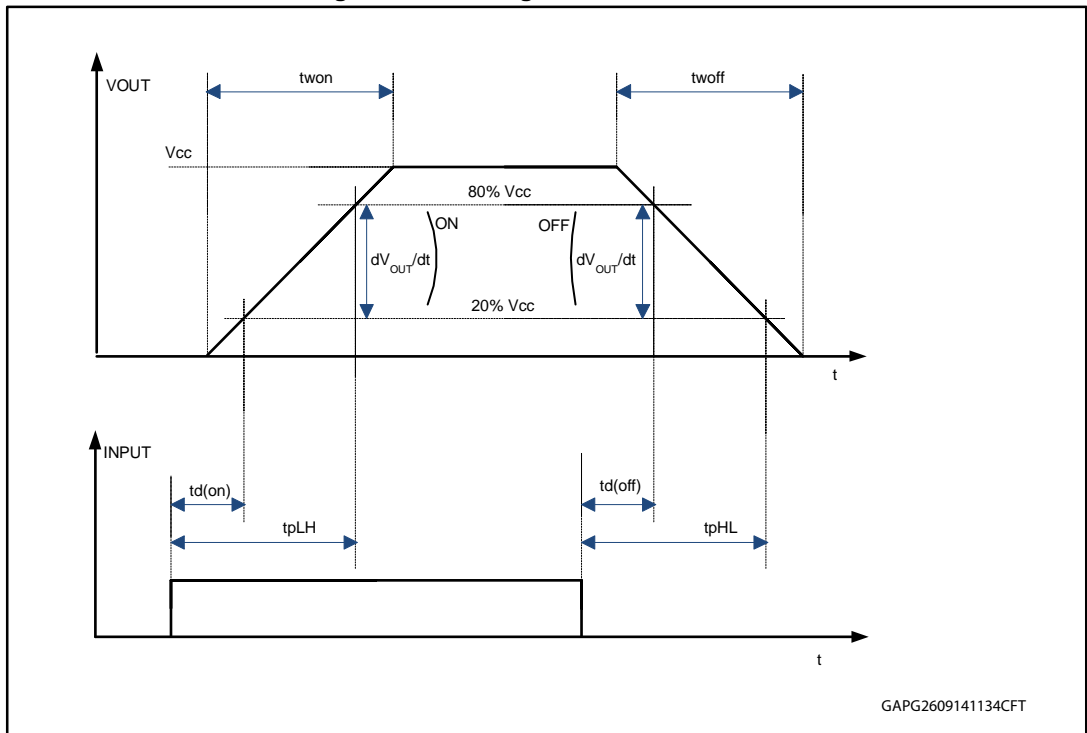 VOUT
twon
twoff
Vcc
80% Vcc
ON
OFF
dVOUT/dt
dVOUT/dt
20% Vcc
t
INPUT
td(on)
td(off)
tpLH
tpHL
t
GAPG2609141134CFT